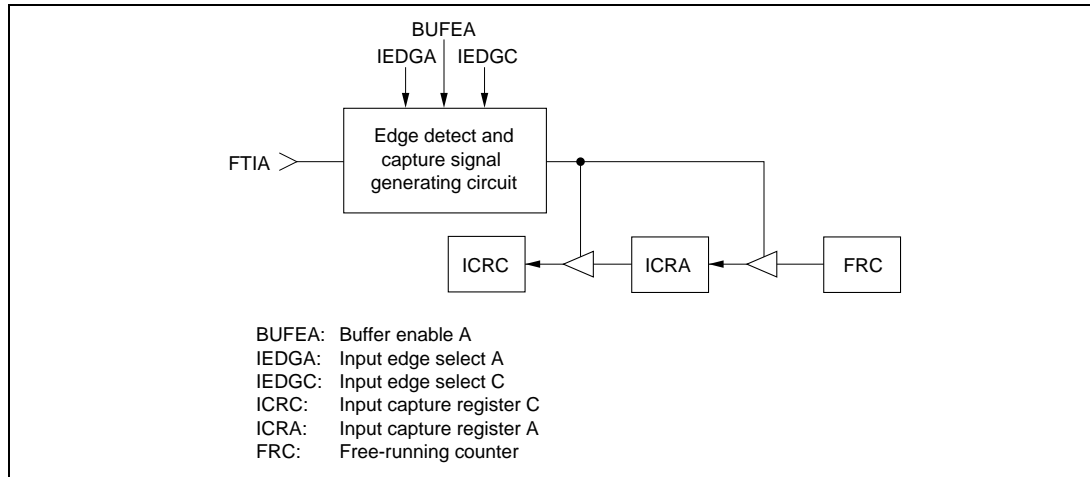 BUFEA
IEDGA IEDGC
FTIA
Edge detect and
capture signal
generating circuit
ICRC ICRA FRC
BUFEA: Buffer enable A
IEDGA: Input edge select A
IEDGC: Input edge select C
ICRC: Input capture register C
ICRA: Input capture register A
FRC: Free-running counter